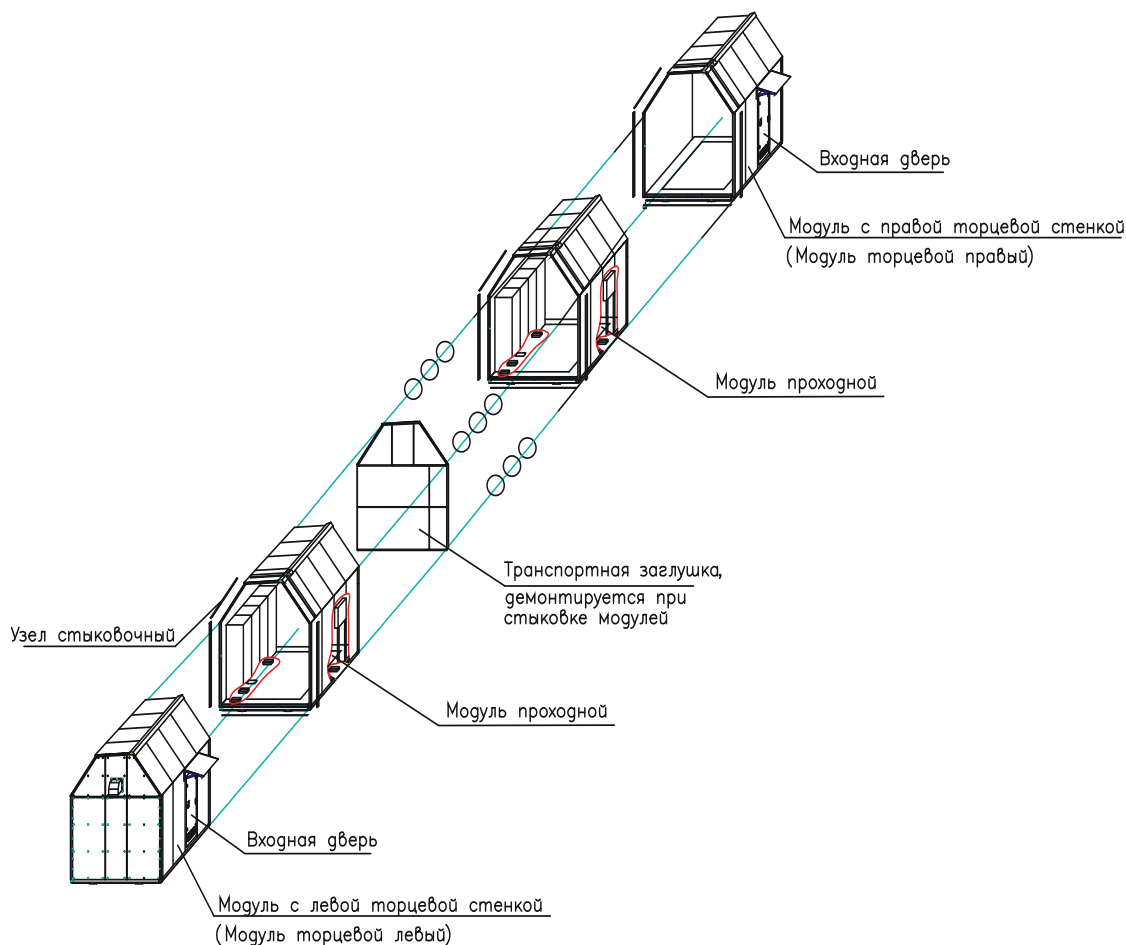 Входная дверь
Модуль с правой торцевой стенкой
(Модуль торцевой правый)
Модуль проходной
Транспортная заглушка,
демонтируется при
стыковке модулей
Узел стыковочный
Модуль проходной
Входная дверь
Модуль с левой торцевой стенкой
(Модуль торцевой левый)